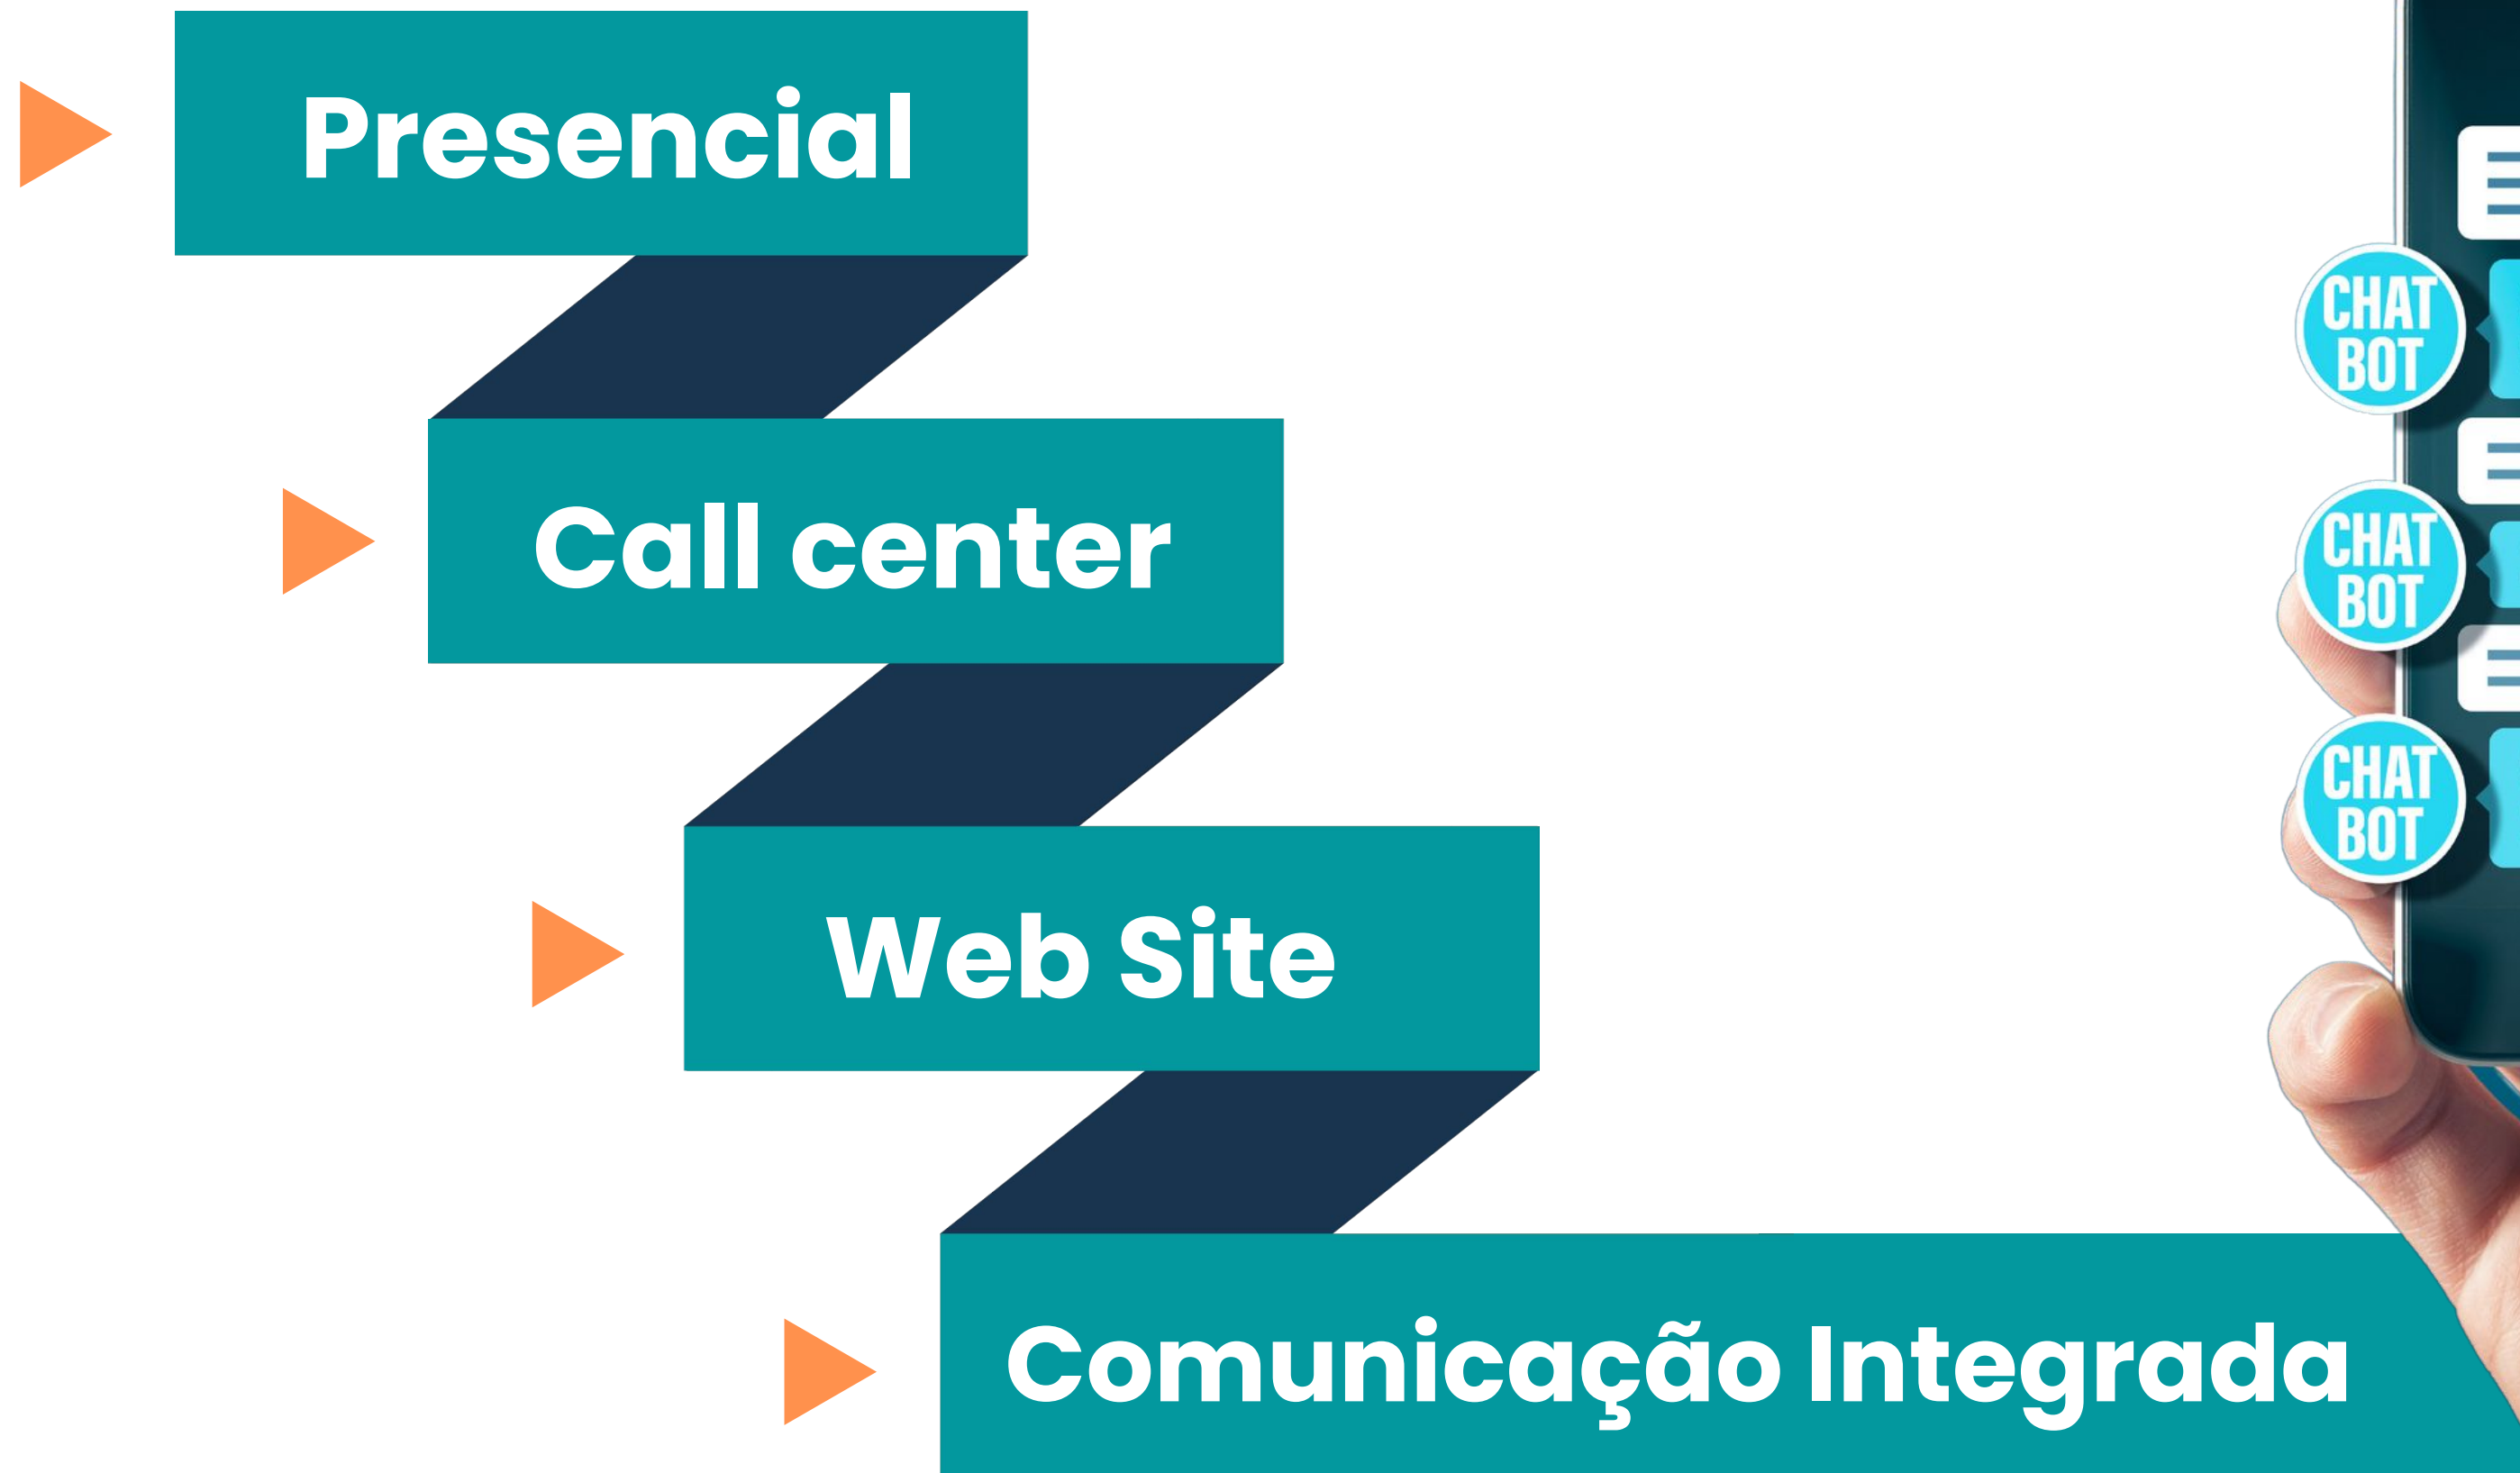 Presencial
Call center
Web Site
Comunicação Integrada
CHAT
BOT
CHAT
BOT
CHAT
BOT